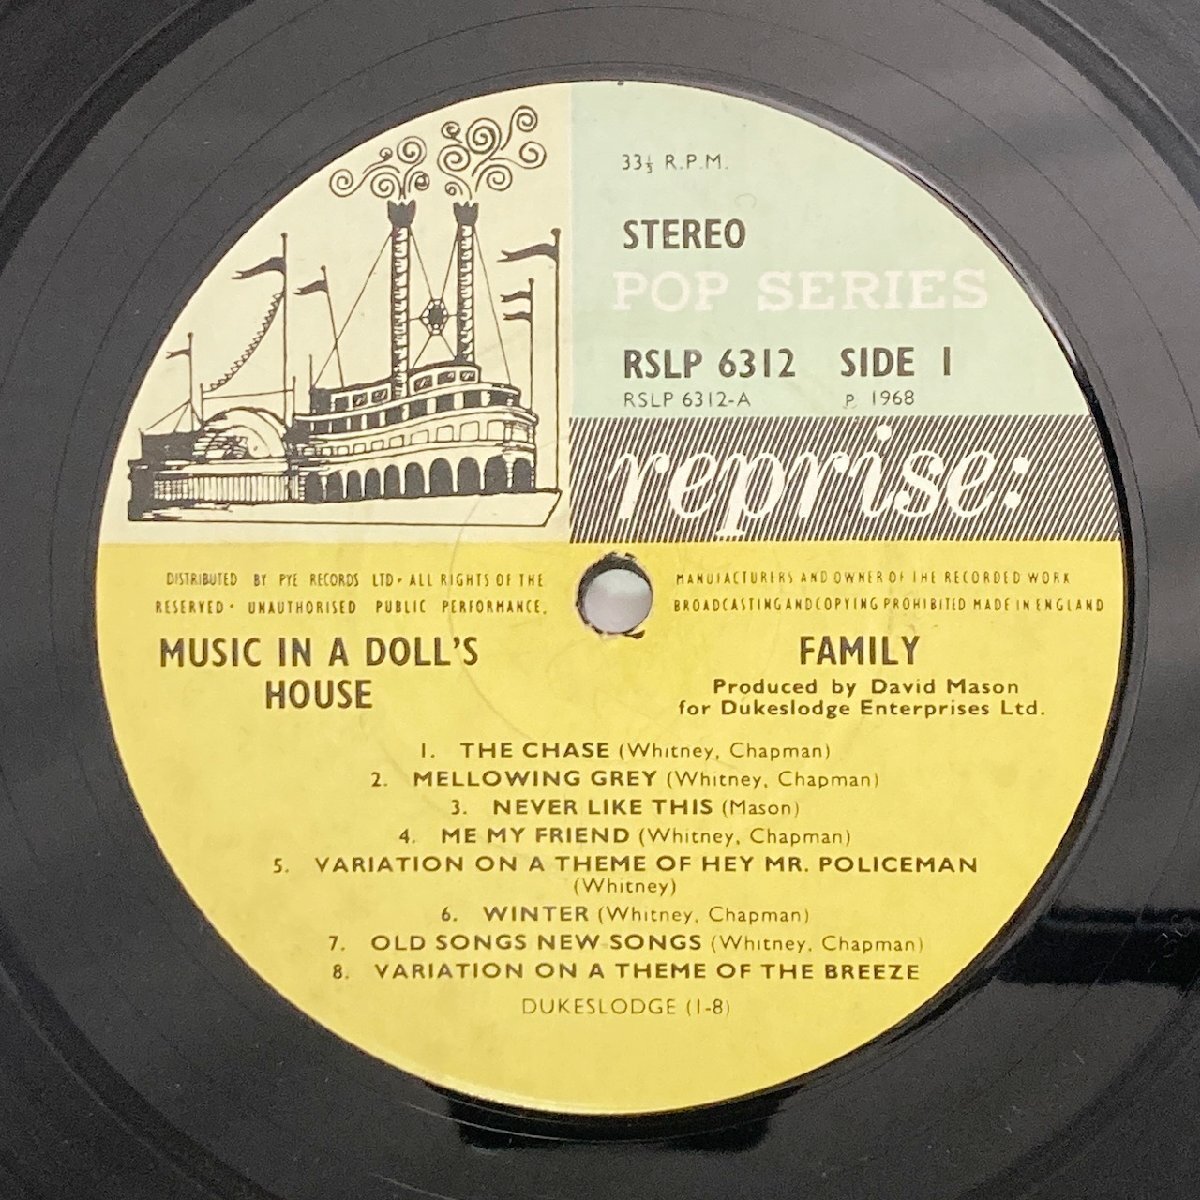 33⅓ R.P.M.
STEREO
POP SERIES
RSLP 6312 SIDE 1
RSLP 6312-A ℗ 1968
reprise:
DISTRIBUTED BY PYE RECORDS LTD · ALL RIGHTS OF THE MANUFACTURERS AND OWNER OF THE RECORDED WORK
RESERVED · UNAUTHORISED PUBLIC PERFORMANCE, BROADCASTING AND COPYING PROHIBITED MADE IN ENGLAND
MUSIC IN A DOLL'S
HOUSE
FAMILY
Produced by David Mason
for Dukeslodge Enterprises Ltd.
1. THE CHASE (Whitney, Chapman)
2. MELLOWING GREY (Whitney, Chapman)
3. NEVER LIKE THIS (Mason)
4. ME MY FRIEND (Whitney, Chapman)
5. VARIATION ON A THEME OF HEY MR. POLICEMAN
(Whitney)
6. WINTER (Whitney, Chapman)
7. OLD SONGS NEW SONGS (Whitney, Chapman)
8. VARIATION ON A THEME OF THE BREEZE
DUKESLODGE (1-8)